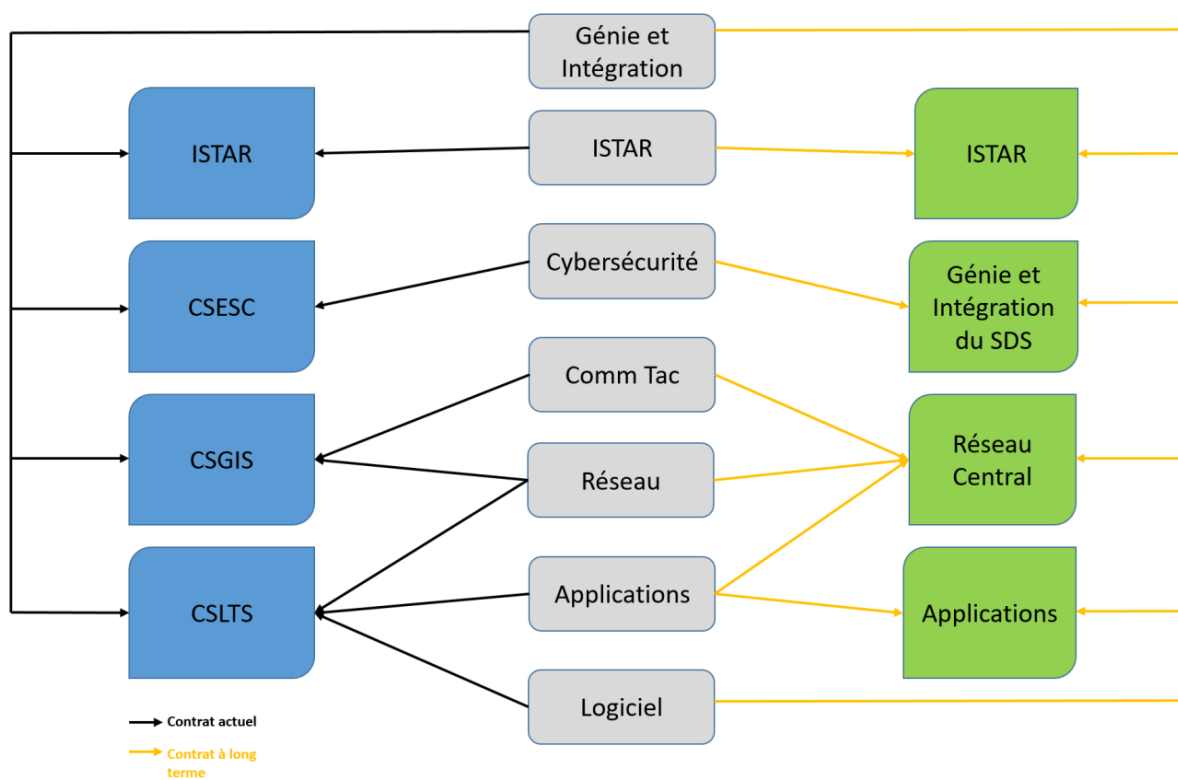 Génie et
Intégration
ISTAR
ISTAR
ISTAR
Cybersécurité
CSESC
Génie et
Intégration
du SDS
Comm Tac
CSGIS
Réseau
Réseau
Central
CSLTS
Applications
Applications
Logiciel
Contrat actuel
Contrat à long
terme